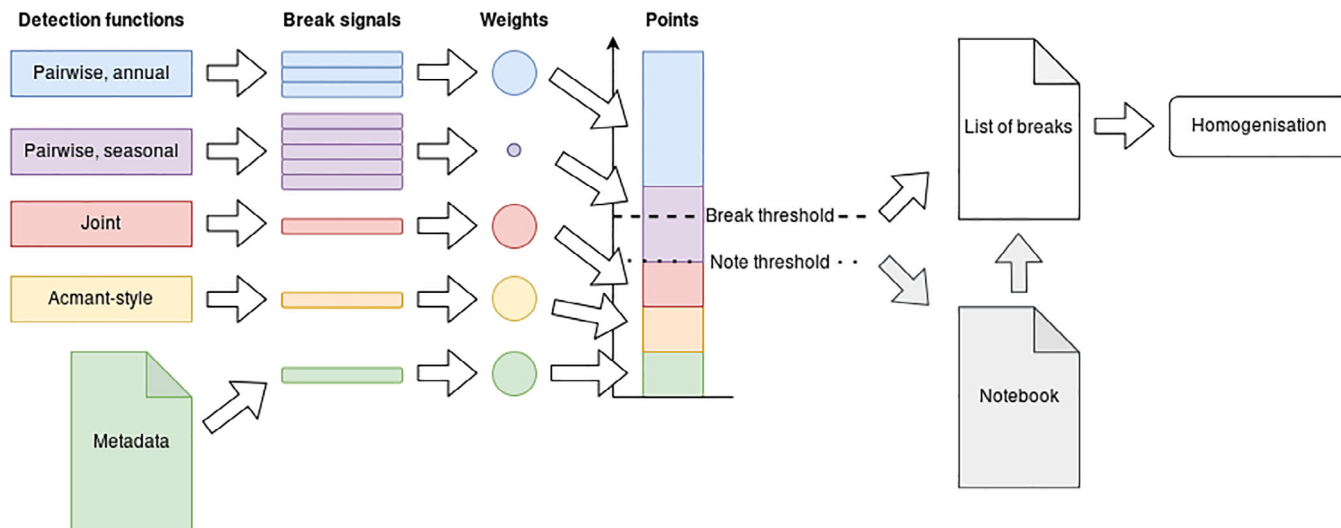 Detection functions
Break signals
Weights
Points
Pairwise, annual
Pairwise, seasonal
Joint
Acmant-style
Metadata
Break threshold
Note threshold
List of breaks
Homogenisation
Notebook